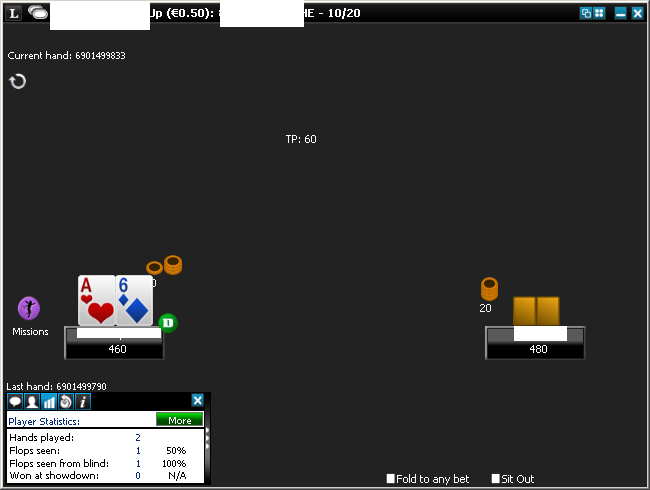 L Up (€0.50): HE - 10/20
Current hand: 6901499833
TP: 60
A 6
0
D
20
Missions
460
480
Last hand: 6901499790
i
Player Statistics: More
Hands played: 2
Flops seen: 1 50%
Flops seen from blind: 1 100%
Won at showdown: 0 N/A
Fold to any bet Sit Out